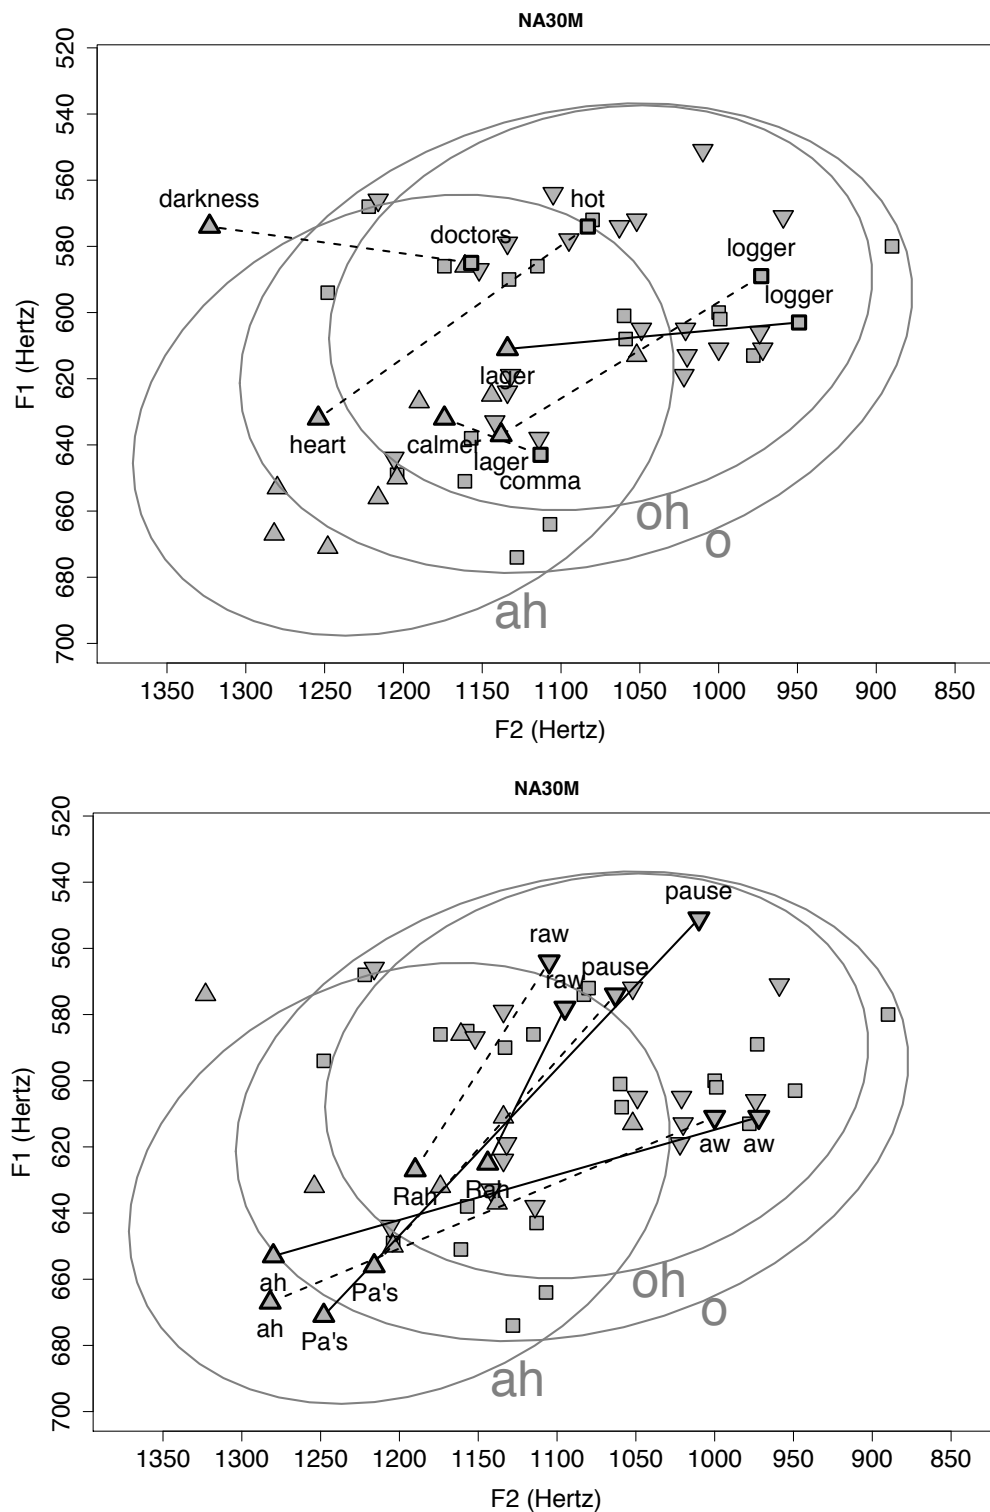 NA30M
520
540
560
580
600
620
640
660
680
700
F1 (Hertz)
darkness
hot
doctors
logger
logger
lager
heart
calmer
lager
comma
oh
o
ah
1350 1300 1250 1200 1150 1100 1050 1000 950 900 850
F2 (Hertz)
NA30M
520
540
560
580
600
620
640
660
680
700
F1 (Hertz)
pause
raw
raw
pause
aw aw
Rah
Rah
ah
Pa's
ah
Pa's
oh
o
ah
1350 1300 1250 1200 1150 1100 1050 1000 950 900 850
F2 (Hertz)